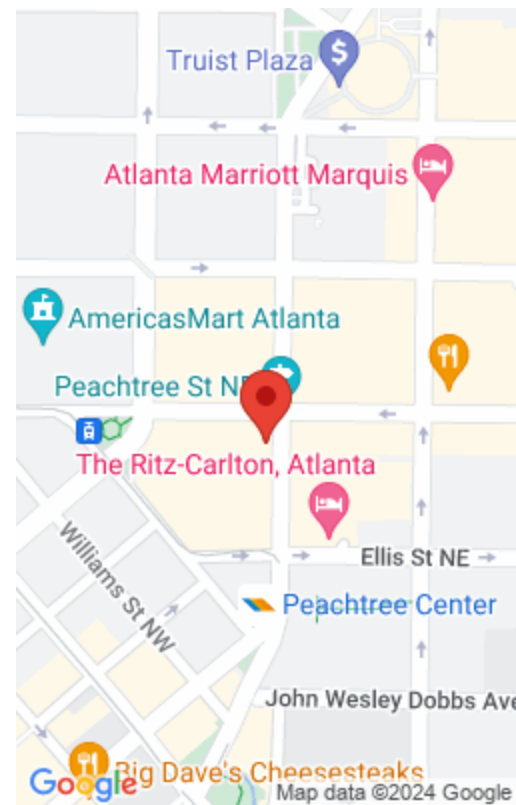 Truist Plaza
Atlanta Marriott Marquis
AmericasMart Atlanta
Peachtree St
The Ritz-Carlton, Atlanta
Williams St NW
Ellis St NE
Peachtree Center
John Wesley Dobbs Ave
Big Dave's Cheesesteaks
Google
Map data ©2024 Google